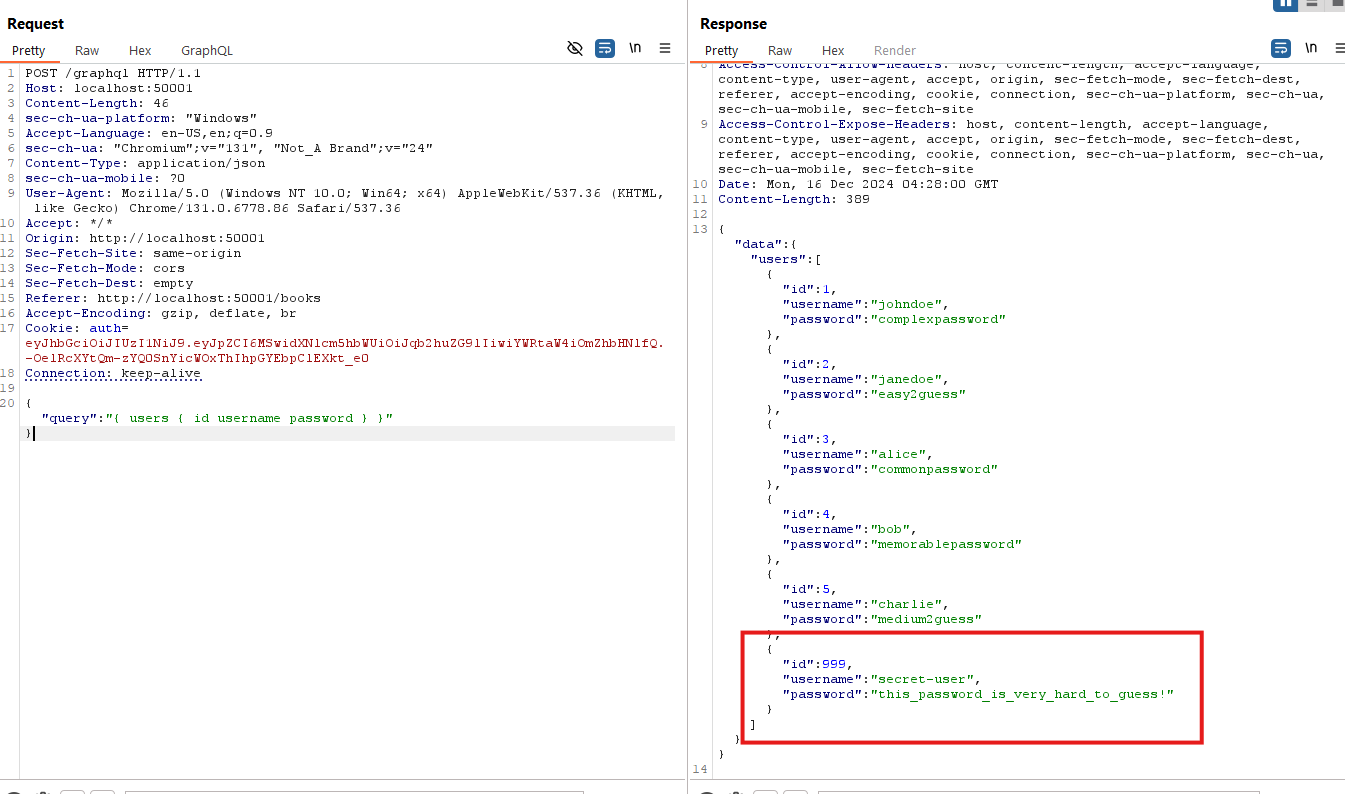 Request
Pretty Raw Hex GraphQL \n
1 POST /graphql HTTP/1.1
2 Host: localhost:50001
3 Content-Length: 46
4 sec-ch-ua-platform: "Windows"
5 Accept-Language: en-US,en;q=0.9
6 sec-ch-ua: "Chromium";v="131", "Not_A Brand";v="24"
7 Content-Type: application/json
8 sec-ch-ua-mobile: ?0
9 User-Agent: Mozilla/5.0 (Windows NT 10.0; Win64; x64) AppleWebKit/537.36 (KHTML,
like Gecko) Chrome/131.0.6778.86 Safari/537.36
10 Accept: */*
11 Origin: http://localhost:50001
12 Sec-Fetch-Site: same-origin
13 Sec-Fetch-Mode: cors
14 Sec-Fetch-Dest: empty
15 Referer: http://localhost:50001/books
16 Accept-Encoding: gzip, deflate, br
17 Cookie: auth=
18 Connection: keep-alive
19
20 {
"query":"{ users { id username password } }"
}
Response
Pretty Raw Hex Render \n
8 Access-Control-Allow-Headers: host, content-length, accept-language,
content-type, user-agent, accept, origin, sec-fetch-mode, sec-fetch-dest,
referer, accept-encoding, cookie, connection, sec-ch-ua-platform, sec-ch-ua,
sec-ch-ua-mobile, sec-fetch-site
9 Access-Control-Expose-Headers: host, content-length, accept-language,
content-type, user-agent, accept, origin, sec-fetch-mode, sec-fetch-dest,
referer, accept-encoding, cookie, connection, sec-ch-ua-platform, sec-ch-ua,
sec-ch-ua-mobile, sec-fetch-site
10 Date: Mon, 16 Dec 2024 04:28:00 GMT
11 Content-Length: 389
12
13 {
"data":{
"users":[
{
"id":1,
"username":"johndoe",
"password":"complexpassword"
},
{
"id":2,
"username":"janedoe",
"password":"easy2guess"
},
{
"id":3,
"username":"alice",
"password":"commonpassword"
},
{
"id":4,
"username":"bob",
"password":"memorablepassword"
},
{
"id":5,
"username":"charlie",
"password":"medium2guess"
},
{
"id":999,
"username":"secret-user",
"password":"this_password_is_very_hard_to_guess!"
}
]
}
}
14